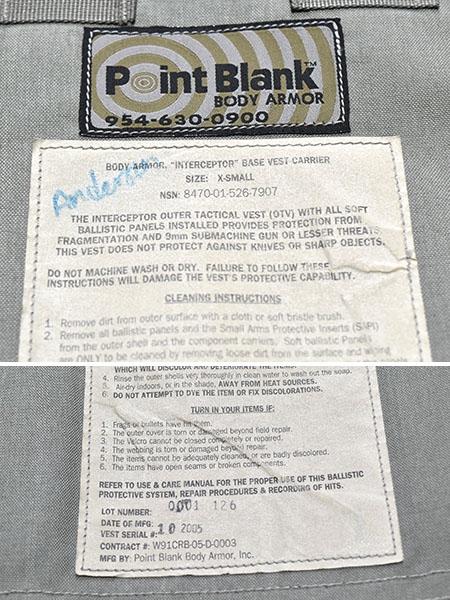 Point Blank™
BODY ARMOR
954-630-0900
BODY ARMOR, "INTERCEPTOR" BASE VEST CARRIER
SIZE: X-SMALL
Anderson
NSN: 8470-01-526-7907
THE INTERCEPTOR OUTER TACTICAL VEST (OTV) WITH ALL SOFT
BALLISTIC PANELS INSTALLED PROVIDES PROTECTION FROM
FRAGMENTATION AND 9mm SUBMACHINE GUN OR LESSER THREATS
THIS VEST DOES NOT PROTECT AGAINST KNIVES OR SHARP OBJECTS.
DO NOT MACHINE WASH OR DRY. FAILURE TO FOLLOW THESE
INSTRUCTIONS WILL DAMAGE THE VEST'S PROTECTIVE CAPABILITY.
CLEANING INSTRUCTIONS
1. Remove dirt from outer surface with a cloth or soft bristle brush.
2. Remove all ballistic panels and the Small Arms Protective Inserts (SAPI)
from the outer shell and the component carriers. Soft ballistic Panels
are ONLY to be cleaned by removing loose dirt from the surface and wiping
WHICH WILL DISCOLOR AND DETERIORATE THE ITEMS.
4. Rinse the outer shells very thoroughly in clean water to wash out the soap.
5. Air-dry indoors, or in the shade, AWAY FROM HEAT SOURCES.
6. DO NOT ATTEMPT TO DYE THE ITEM OR FIX DISCOLORATIONS.
TURN IN YOUR ITEMS IF:
1. Frags or bullets have hit them.
2. The outer cover is torn or damaged beyond field repair.
3. The Velcro cannot be closed completely or repaired.
4. The webbing is torn or damaged beyond repair.
5. The items cannot be adequately cleaned, or are badly discolored.
6. The items have open seams or broken components.
REFER TO USE & CARE MANUAL FOR THE PROPER USE OF THIS BALLISTIC
PROTECTIVE SYSTEM, REPAIR PROCEDURES & RECORDING OF HITS.
LOT NUMBER: 0001 126
DATE OF MFG: 10 2005
VEST SERIAL #:
CONTRACT #: W91CRB-05-D-0003
MFG BY: Point Blank Body Armor, Inc.